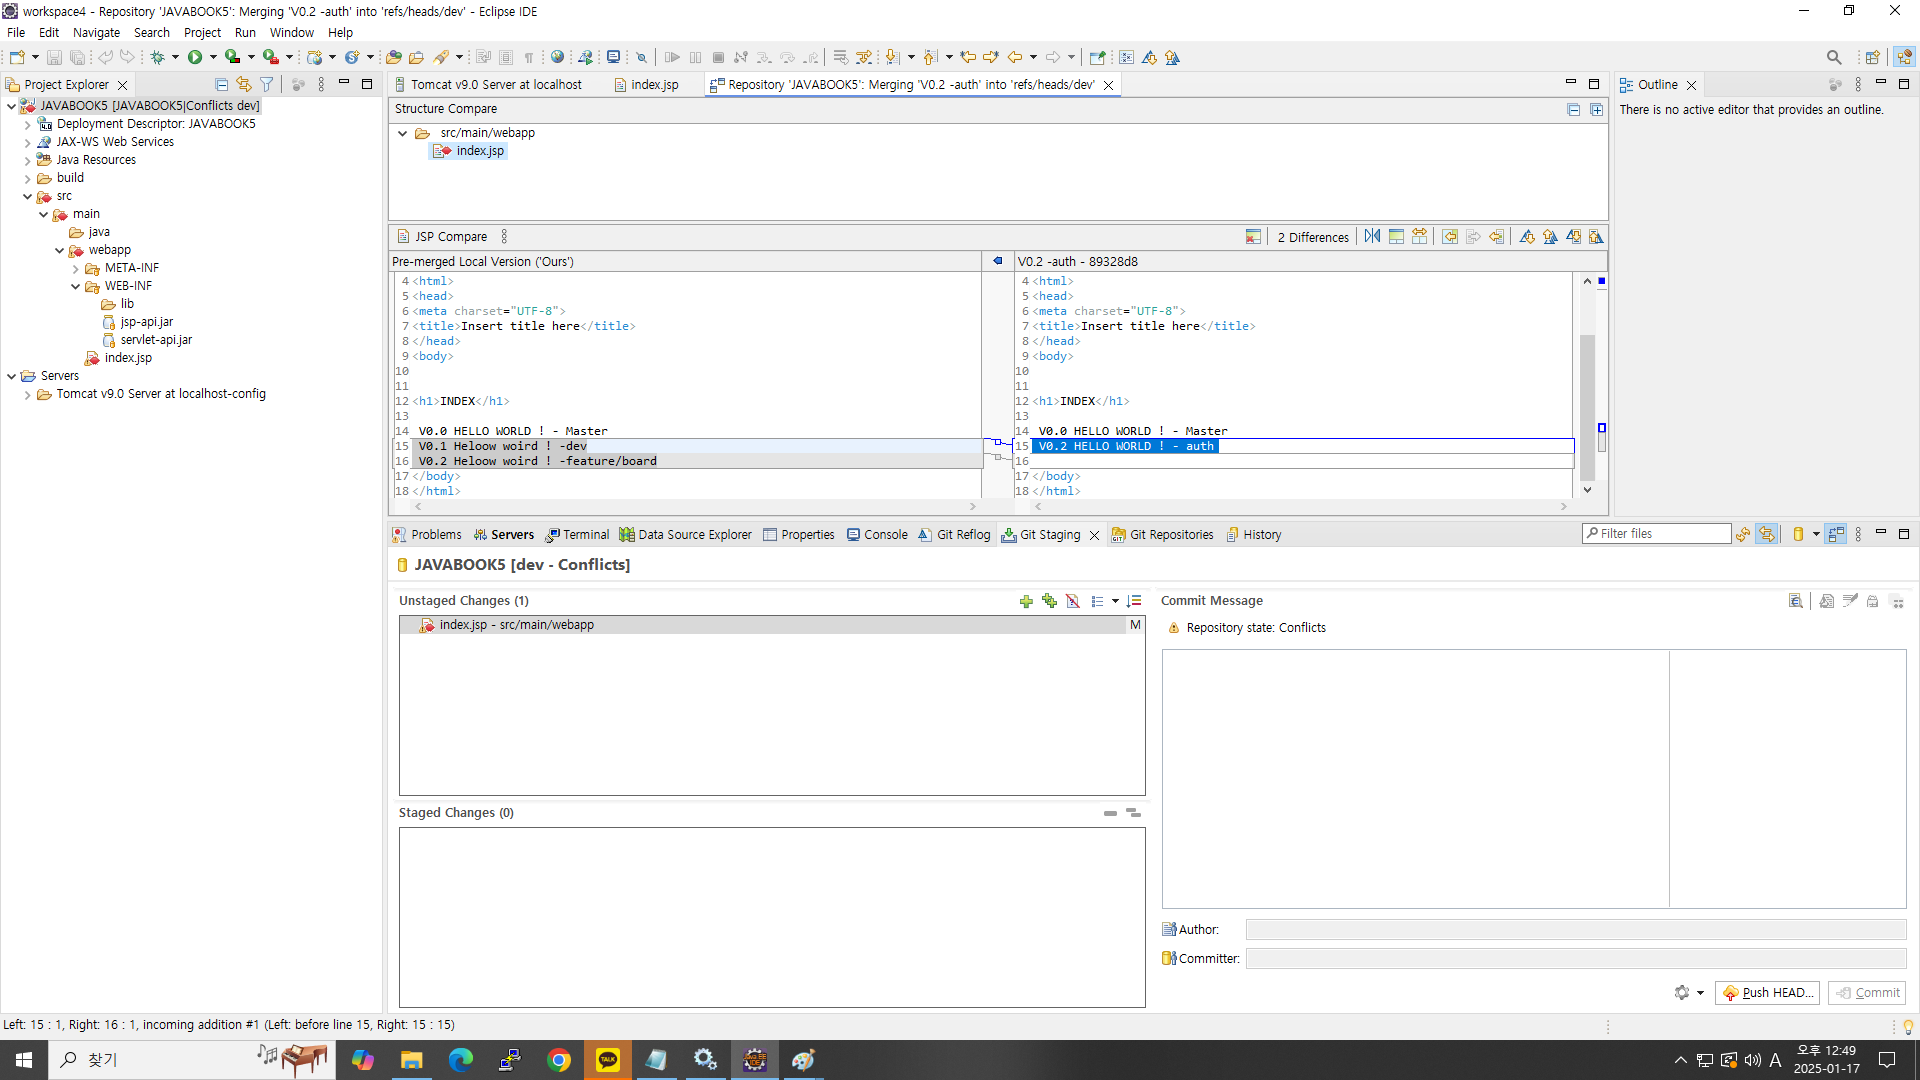 workspace4 - Repository 'JAVABOOK5': Merging 'V0.2 -auth' into 'refs/heads/dev' - Eclipse IDE
File Edit Navigate Search Project Run Window Help
Project Explorer
JAVABOOK5 [JAVABOOK5|Conflicts dev]
Deployment Descriptor: JAVABOOK5
JAX-WS Web Services
Java Resources
build
src
main
java
webapp
META-INF
WEB-INF
lib
jsp-api.jar
servlet-api.jar
index.jsp
Servers
Tomcat v9.0 Server at localhost-config
Tomcat v9.0 Server at localhost
index.jsp
Repository 'JAVABOOK5': Merging 'V0.2 -auth' into 'refs/heads/dev'
Structure Compare
src/main/webapp
index.jsp
JSP Compare
2 Differences
Pre-merged Local Version ('Ours')
4 <html>
5 <head>
6 <meta charset="UTF-8">
7 <title>Insert title here</title>
8 </head>
9 <body>
10
11
12 <h1>INDEX</h1>
13
14 V0.0 HELLO WORLD ! - Master
15 V0.1 Heloow woird ! -dev
16 V0.2 Heloow woird ! -feature/board
17 </body>
18 </html>
V0.2 -auth - 89328d8
4 <html>
5 <head>
6 <meta charset="UTF-8">
7 <title>Insert title here</title>
8 </head>
9 <body>
10
11
12 <h1>INDEX</h1>
13
14 V0.0 HELLO WORLD ! - Master
15 V0.2 HELLO WORLD ! - auth
16
17 </body>
18 </html>
Outline
There is no active editor that provides an outline.
Problems Servers Terminal Data Source Explorer Properties Console Git Reflog Git Staging Git Repositories History
Filter files
JAVABOOK5 [dev - Conflicts]
Unstaged Changes (1)
index.jsp - src/main/webapp M
Staged Changes (0)
Commit Message
Repository state: Conflicts
Author:
Committer:
Push HEAD... Commit
Left: 15 : 1, Right: 16 : 1, incoming addition #1 (Left: before line 15, Right: 15 : 15)
찾기
TALK
A
오후 12:49
2025-01-17